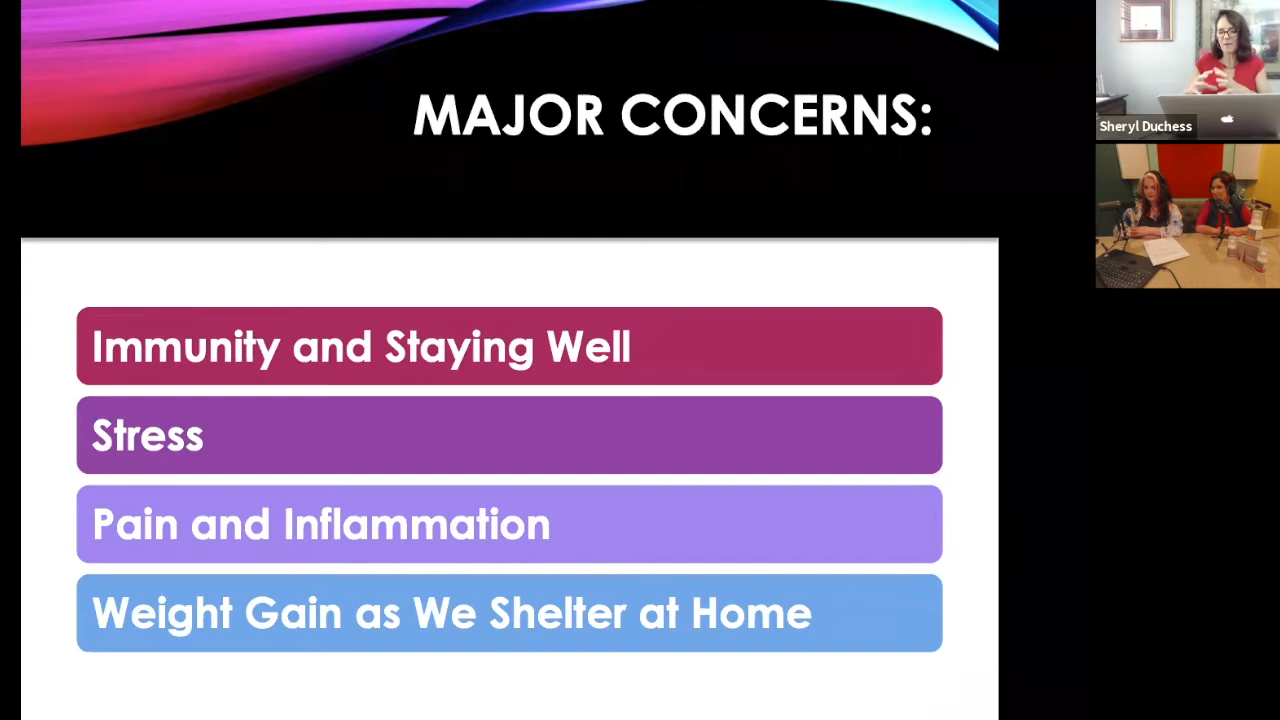 MAJOR CONCERNS:
Immunity and Staying Well
Stress
Pain and Inflammation
Weight Gain as We Shelter at Home
Sheryl Duchess